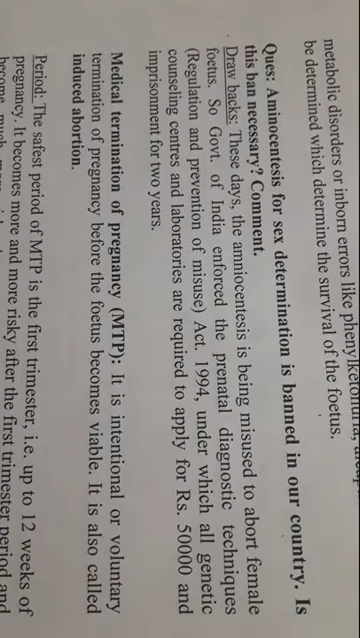 metabolic disorders or inborn errors like phenylketonuria,
be determined which determine the survival of the foetus.
Ques: Aminocentesis for sex determination is banned in our country. Is
this ban necessary? Comment.
Draw backs: These days, the amniocentesis is being misused to abort female
foetus. So Govt. of India enforced the prenatal diagnostic techniques
(Regulation and prevention of misuse) Act, 1994, under which all genetic
counseling centres and laboratories are required to apply for Rs. 50000 and
imprisonment for two years.
Medical termination of pregnancy (MTP): It is intentional or voluntary
termination of pregnancy before the foetus becomes viable. It is also called
induced abortion.
Period: The safest period of MTP is the first trimester, i.e. up to 12 weeks of
pregnancy. It becomes more and more risky after the first trimester period and
become much more